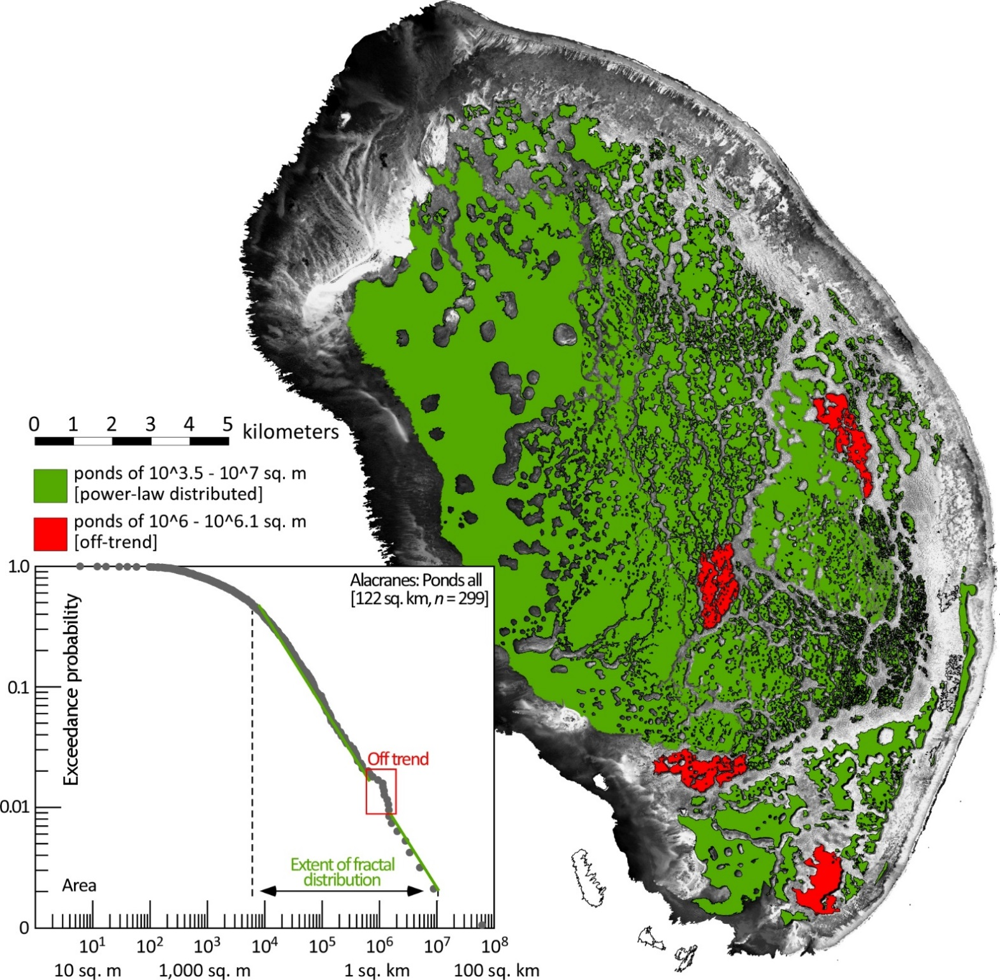 0 1 2 3 4 5 kilometers
ponds of 10^3.5 - 10^7 sq. m
[power-law distributed]
ponds of 10^6 - 10^6.1 sq. m
[off-trend]
Alacranes: Ponds all
[122 sq. km, n = 299]
Exceedance probability
1.0
0.1
0.01
0
Off trend
Extent of fractal
distribution
Area
10¹ 10² 10³ 10⁴ 10⁵ 10⁶ 10⁷ 10⁸
10 sq. m 1,000 sq. m 1 sq. km 100 sq. km